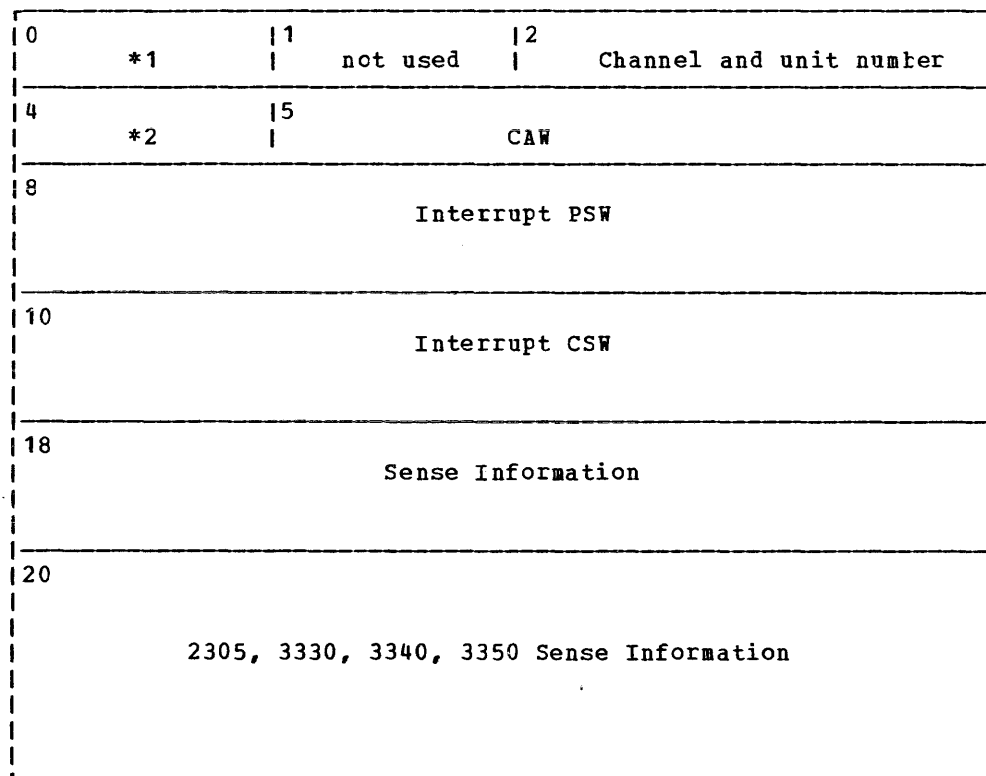 0 1 2
*1 not used Channel and unit number
4 5
*2 CAW
8
Interrupt PSW
10
Interrupt CSW
18
Sense Information
20
2305, 3330, 3340, 3350 Sense Information